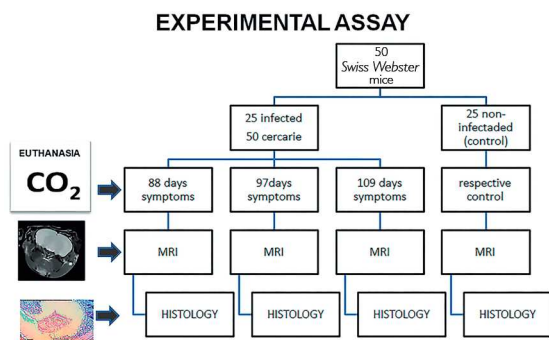 EXPERIMENTAL ASSAY
50
Swiss Webster
mice
25 infected
50 cercarie
25 non-
infectaded
(control)
EUTHANASIA
CO2
88 days
symptoms
97days
symptoms
109 days
symptoms
respective
control
MRI
MRI
MRI
MRI
HISTOLOGY
HISTOLOGY
HISTOLOGY
HISTOLOGY